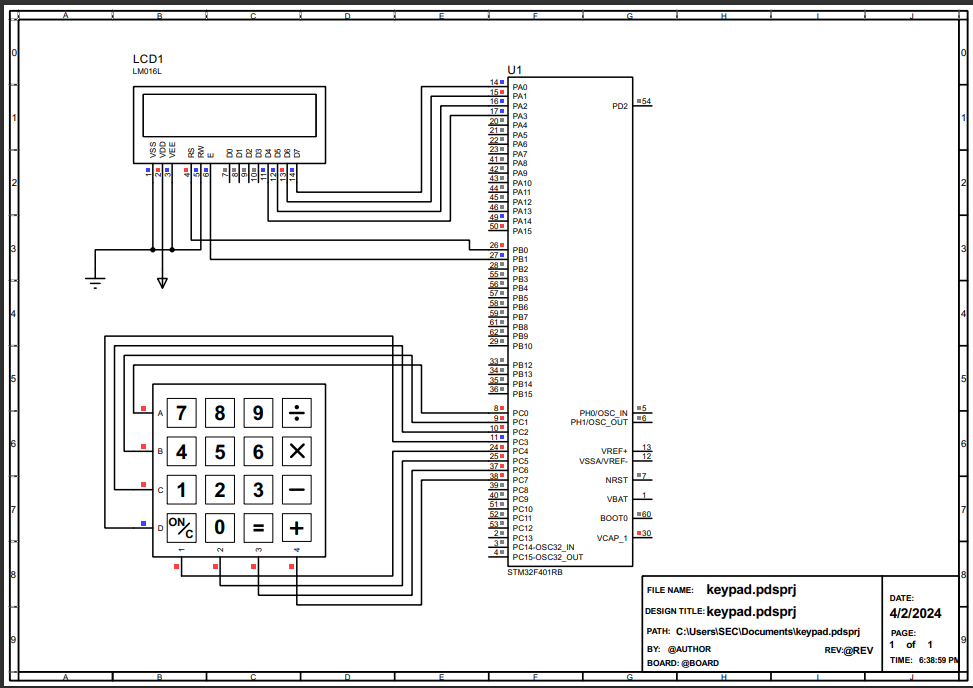 A B C D E F G H I J
0 0
1 1
2 2
3 3
4 4
5 5
6 6
7 7
8 8
9 9
LCD1
LM016L
VSS VDD VEE RS RW E D0 D1 D2 D3 D4 D5 D6 D7
1 2 3 4 5 6 7 8 9 10 11 12 13 14
U1
14 PA0
15 PA1
16 PA2
17 PA3
20 PA4
21 PA5
22 PA6
23 PA7
41 PA8
42 PA9
43 PA10
44 PA11
45 PA12
46 PA13
49 PA14
50 PA15
26 PB0
27 PB1
28 PB2
55 PB3
56 PB4
57 PB5
58 PB6
59 PB7
61 PB8
62 PB9
29 PB10
33 PB12
34 PB13
35 PB14
36 PB15
8 PC0
9 PC1
10 PC2
11 PC3
24 PC4
25 PC5
37 PC6
38 PC7
39 PC8
40 PC9
51 PC10
52 PC11
53 PC12
2 PC13
3 PC14-OSC32_IN
4 PC15-OSC32_OUT
PD2 54
PH0/OSC_IN 5
PH1/OSC_OUT 6
VREF+ 13
VSSA/VREF- 12
NRST 7
VBAT 1
BOOT0 60
VCAP_1 30
STM32F401RB
A 7 8 9 ÷
B 4 5 6 ×
C 1 2 3 −
D ON/C 0 = +
1 2 3 4
FILE NAME: keypad.pdsprj
DESIGN TITLE: keypad.pdsprj
PATH: C:\Users\SEC\Documents\keypad.pdsprj
BY: @AUTHOR REV:@REV
BOARD: @BOARD
DATE:
4/2/2024
PAGE:
1 of 1
TIME: 6:38:59 PM
A B C D E F G H I J